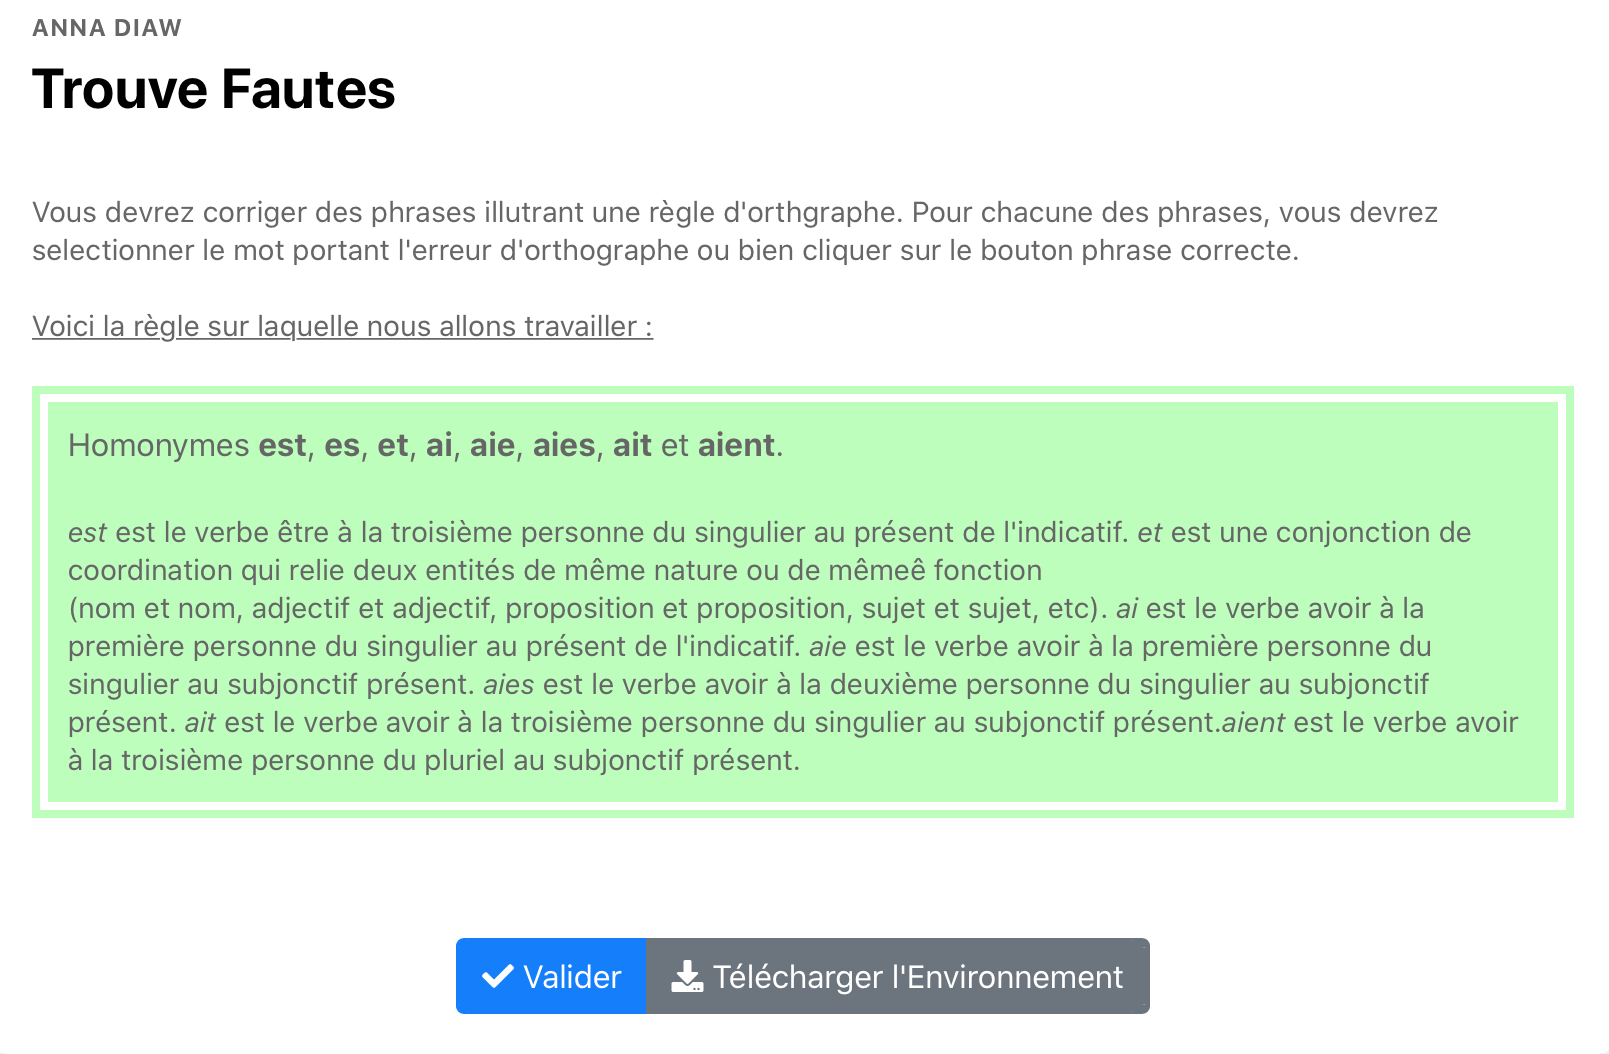 ANNA DIAW
Trouve Fautes
Vous devrez corriger des phrases illutrant une règle d'orthgraphe. Pour chacune des phrases, vous devrez
selectionner le mot portant l'erreur d'orthographe ou bien cliquer sur le bouton phrase correcte.
Voici la règle sur laquelle nous allons travailler :
Homonymes est, es, et, ai, aie, aies, ait et aient.
est est le verbe être à la troisième personne du singulier au présent de l'indicatif. et est une conjonction de
coordination qui relie deux entités de même nature ou de mêmeê fonction
(nom et nom, adjectif et adjectif, proposition et proposition, sujet et sujet, etc). ai est le verbe avoir à la
première personne du singulier au présent de l'indicatif. aie est le verbe avoir à la première personne du
singulier au subjonctif présent. aies est le verbe avoir à la deuxième personne du singulier au subjonctif
présent. ait est le verbe avoir à la troisième personne du singulier au subjonctif présent.aient est le verbe avoir
à la troisième personne du pluriel au subjonctif présent.
Valider Télécharger l'Environnement